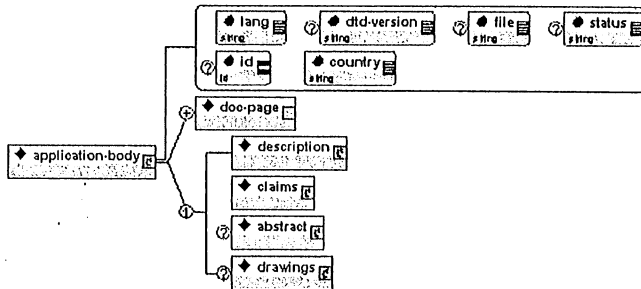 lang ? dtd-version ? file ? status
string string string string
? id country
id string
+ doc-page
application-body
description
claims
? abstract
? drawings